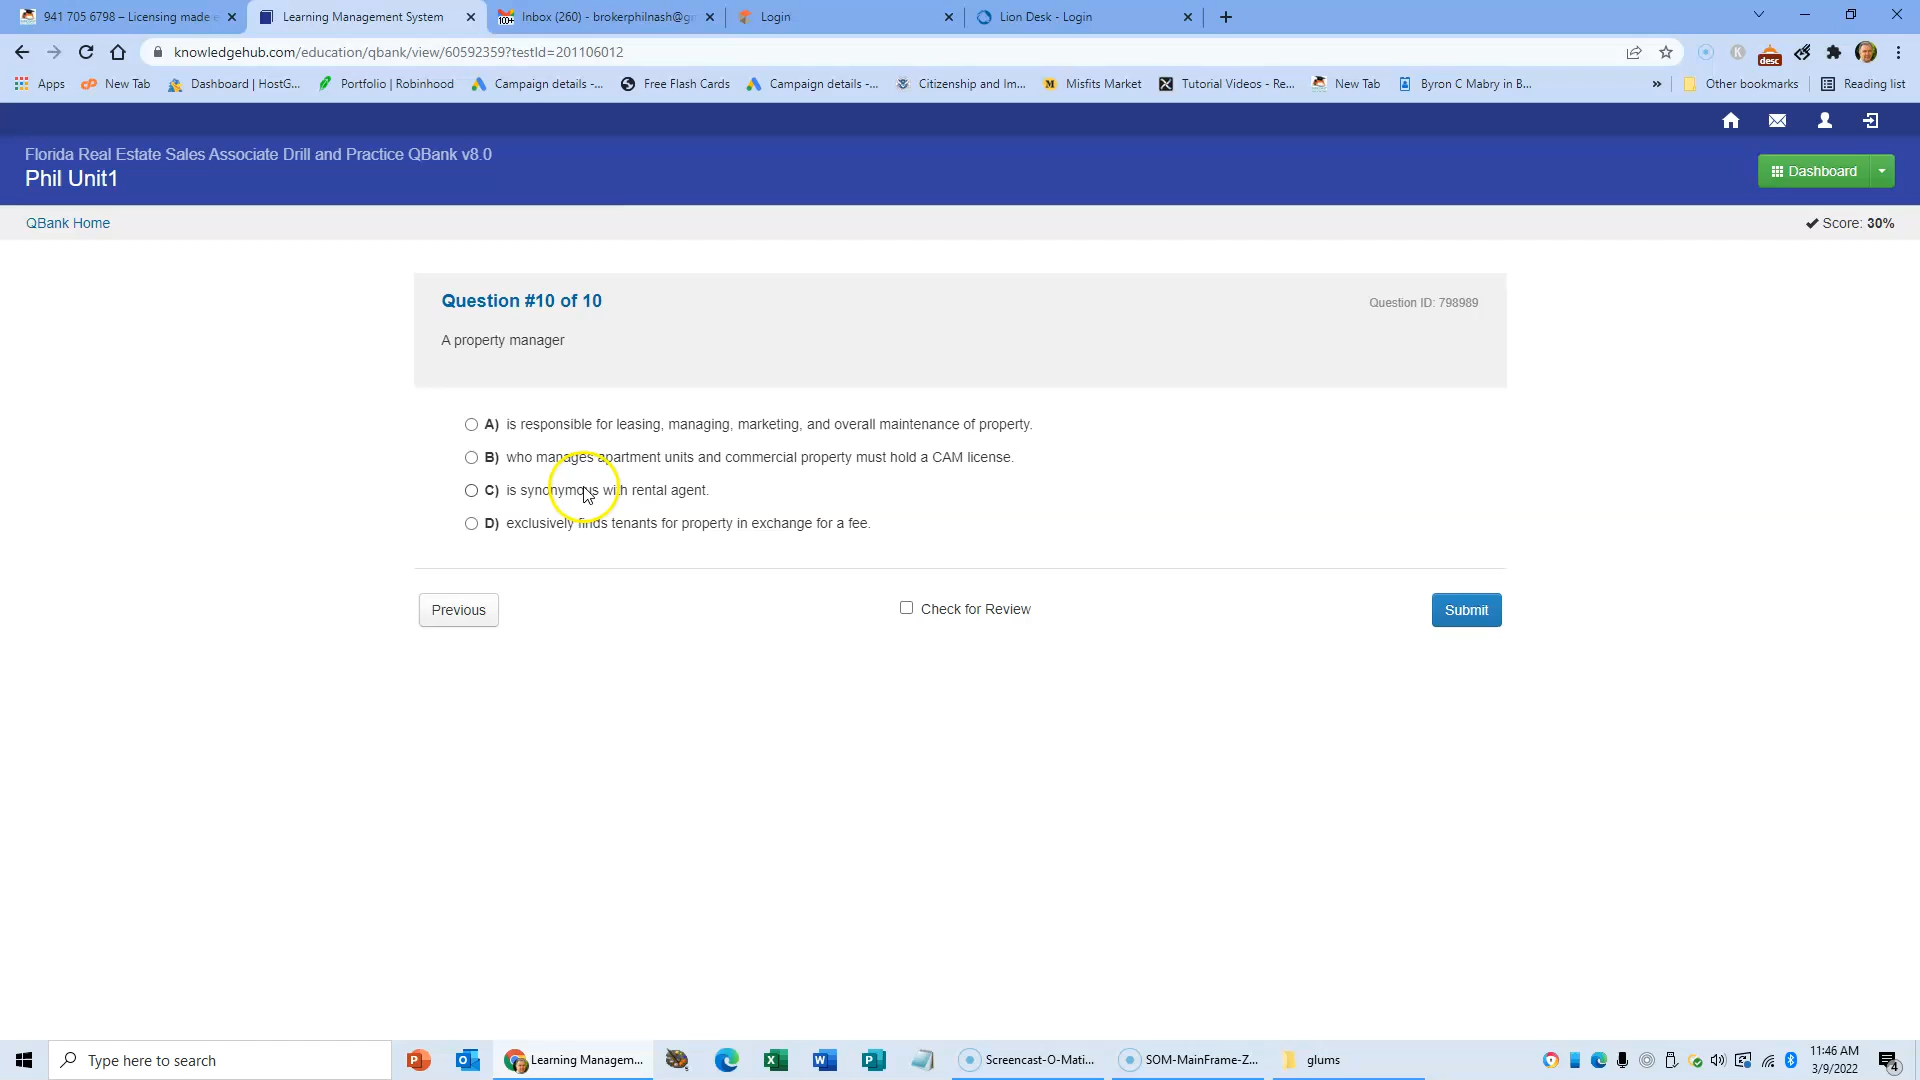 941 705 6798 – Licensing made e
Learning Management System
Inbox (260) - brokerphilnash@gm
Login
Lion Desk - Login
knowledgehub.com/education/qbank/view/60592359?testId=201106012
desc
Apps
New Tab
Dashboard | HostG...
Portfolio | Robinhood
Campaign details -...
Free Flash Cards
Campaign details -...
Citizenship and Im...
Misfits Market
Tutorial Videos - Re...
New Tab
Byron C Mabry in B...
»
Other bookmarks
Reading list
Florida Real Estate Sales Associate Drill and Practice QBank v8.0
Phil Unit1
Dashboard
QBank Home
Score: 30%
Question #10 of 10
Question ID: 798989
A property manager
A) is responsible for leasing, managing, marketing, and overall maintenance of property.
B) who manages apartment units and commercial property must hold a CAM license.
C) is synonymous with rental agent.
D) exclusively finds tenants for property in exchange for a fee.
Previous
Check for Review
Submit
Type here to search
Learning Managem...
Screencast-O-Mati...
SOM-MainFrame-Z...
glums
11:46 AM
3/9/2022
4